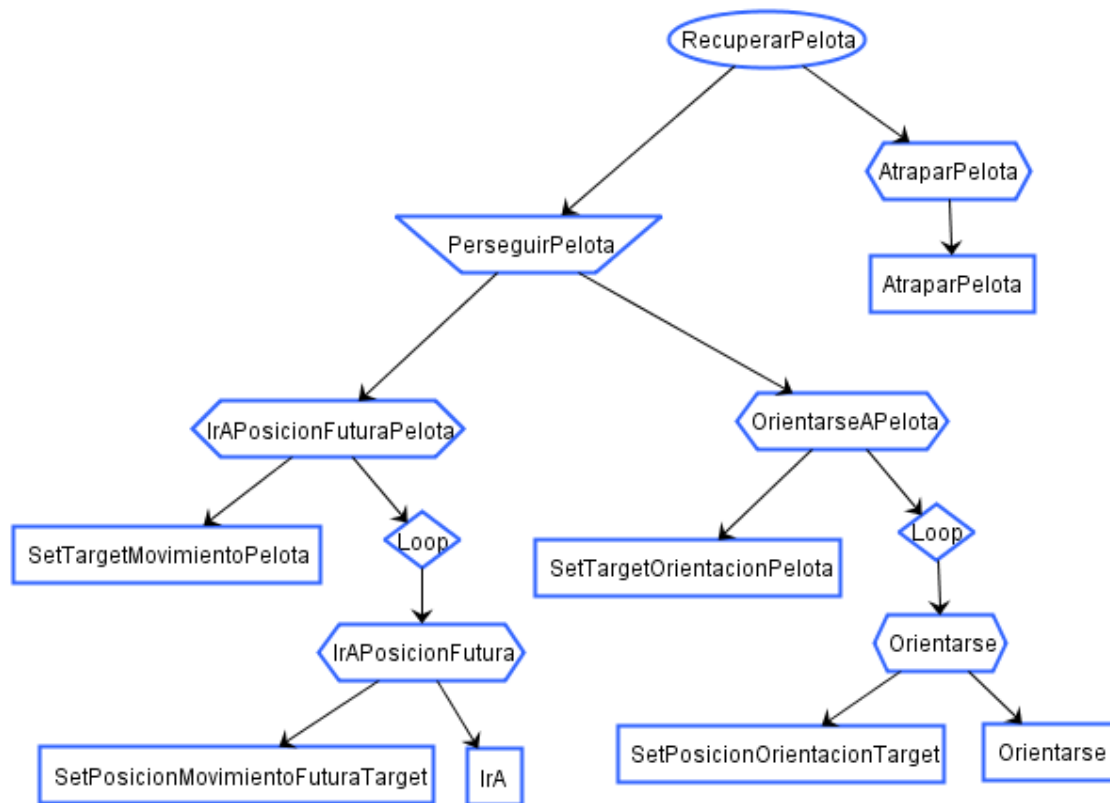 RecuperarPelota
AtraparPelota
PerseguirPelota
AtraparPelota
IrAPosicionFuturaPelota
OrientarseAPelota
SetTargetMovimientoPelota
Loop
SetTargetOrientacionPelota
Loop
IrAPosicionFutura
Orientarse
SetPosicionMovimientoFuturaTarget
IrA
SetPosicionOrientacionTarget
Orientarse